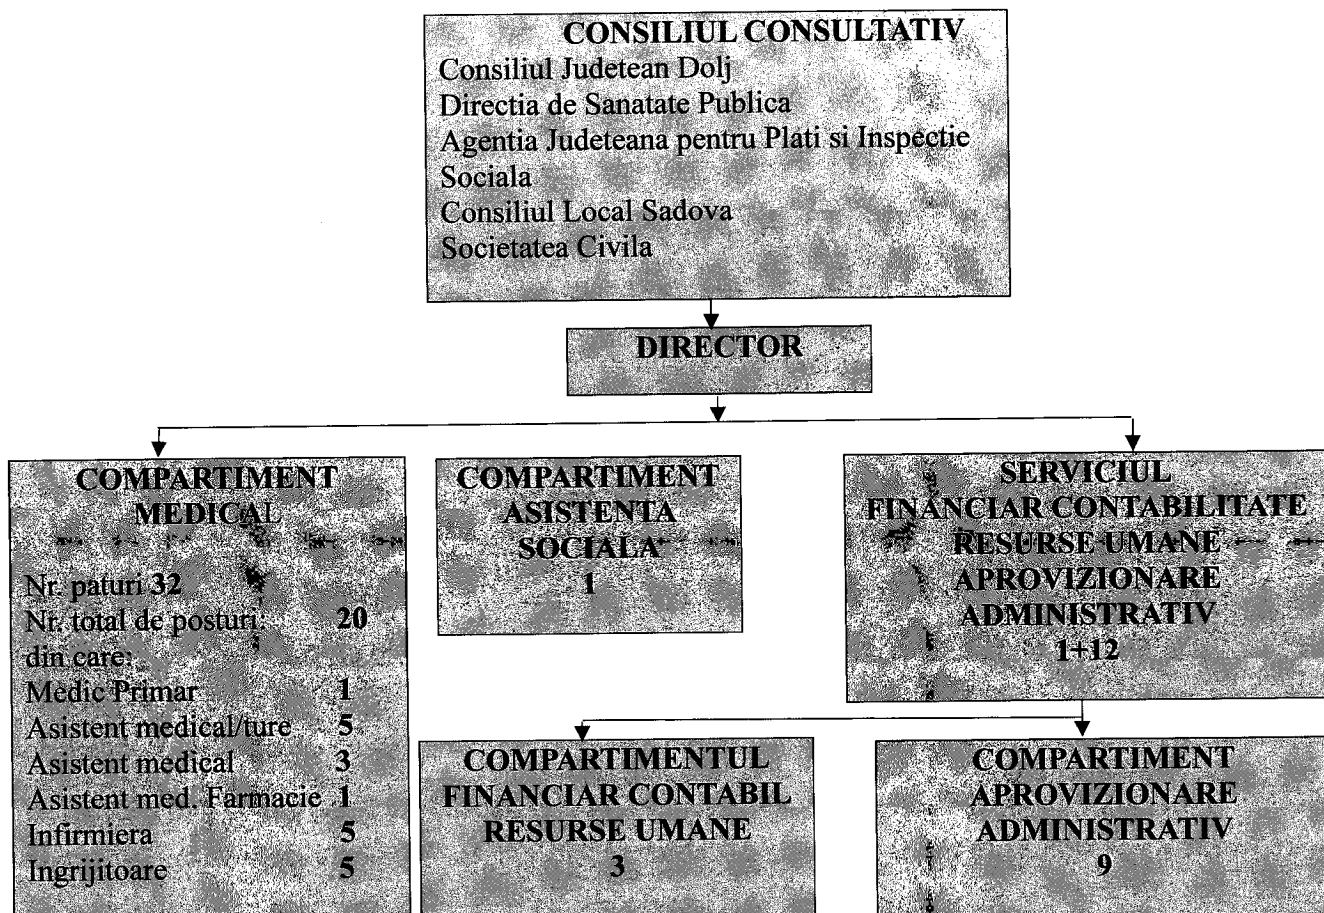 CONSILIUL CONSULTATIV
Consiliul Judetean Dolj
Directia de Sanatate Publica
Agentia Judeteana pentru Plati si Inspectie
Sociala
Consiliul Local Sadova
Societatea Civila
DIRECTOR
COMPARTIMENT
MEDICAL
Nr. paturi 32
Nr. total de posturi: 20
din care:
Medic Primar 1
Asistent medical/ture 5
Asistent medical 3
Asistent med. Farmacie 1
Infirmiera 5
Ingrijitoare 5
COMPARTIMENT
ASISTENTA
SOCIALA
1
SERVICIUL
FINANCIAR CONTABILITATE
RESURSE UMANE
APROVIZIONARE
ADMINISTRATIV
1+12
COMPARTIMENTUL
FINANCIAR CONTABIL
RESURSE UMANE
3
COMPARTIMENT
APROVIZIONARE
ADMINISTRATIV
9